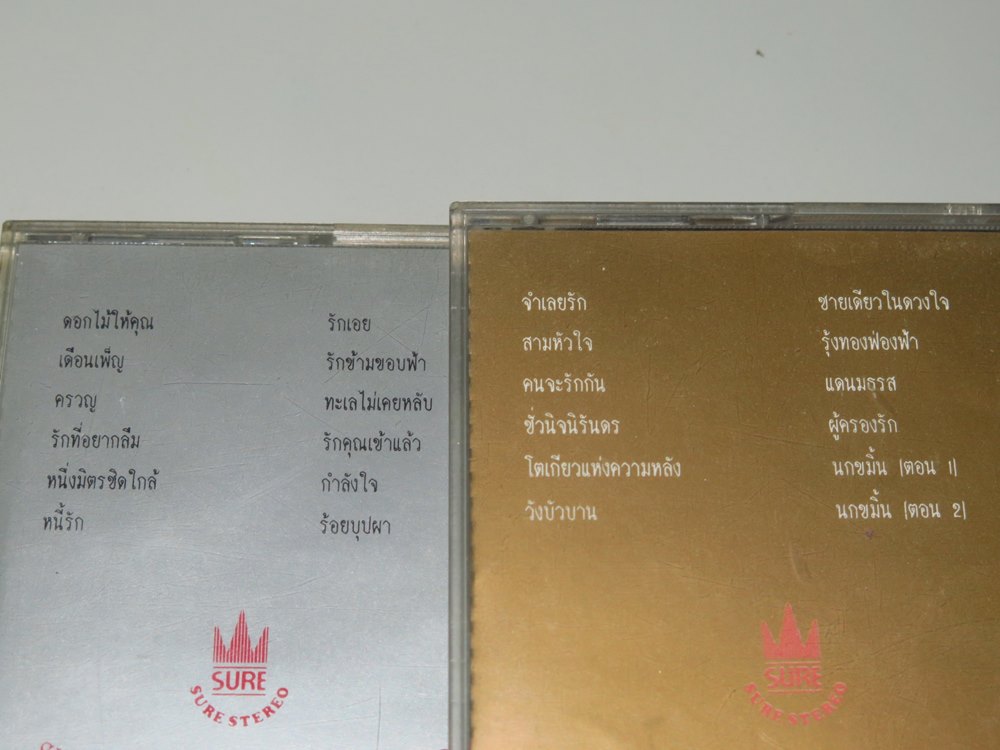 ดอกไม้ให้คุณ
เดือนเพ็ญ
ครวญ
รักที่อยากลืม
หนึ่งมิตรชิดใกล้
หนี้รัก
รักเอย
รักข้ามขอบฟ้า
ทะเลไม่เคยหลับ
รักคุณเข้าแล้ว
กำลังใจ
ร้อยบุปผา
SURE
SURE STEREO
จำเลยรัก
สามหัวใจ
คนจะรักกัน
ชั่วนิจนิรันดร
โตเกียวแห่งความหลัง
วังบัวบาน
ชายเดียวในดวงใจ
รุ้งทองฟ่องฟ้า
แดนมธุรส
ผู้ครองรัก
นกขมิ้น (ตอน 1)
นกขมิ้น (ตอน 2)
SURE
SURE STEREO